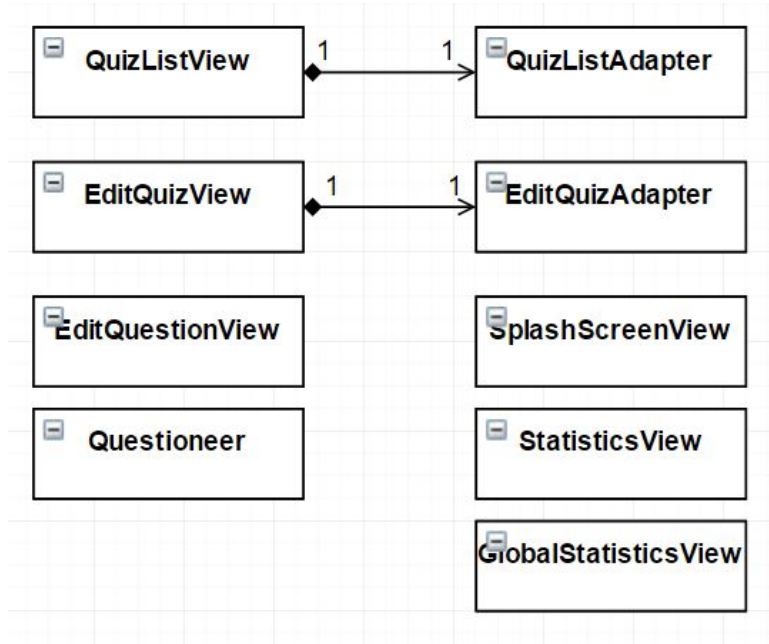 QuizListView
1
1
QuizListAdapter
EditQuizView
1
1
EditQuizAdapter
EditQuestionView
SplashScreenView
Questioneer
StatisticsView
GlobalStatisticsView